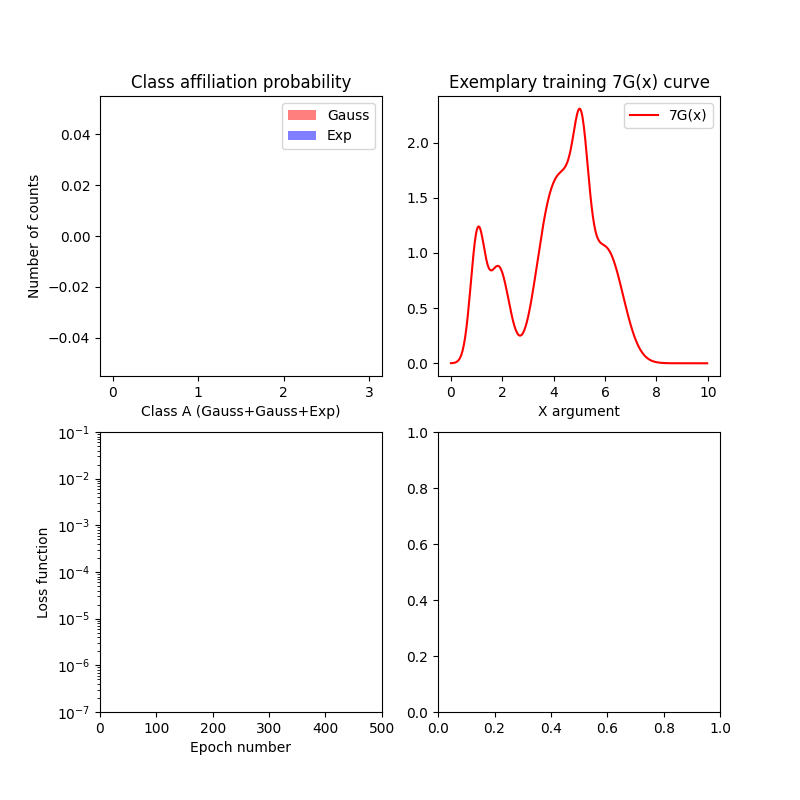 Class affiliation probability
Gauss
Exp
0.04
0.02
0.00
−0.02
−0.04
Number of counts
0 1 2 3
Class A (Gauss+Gauss+Exp)
Exemplary training 7G(x) curve
7G(x)
2.0
1.5
1.0
0.5
0.0
0 2 4 6 8 10
X argument
10⁻¹
10⁻²
10⁻³
10⁻⁴
10⁻⁵
10⁻⁶
10⁻⁷
Loss function
0 100 200 300 400 500
Epoch number
1.0
0.8
0.6
0.4
0.2
0.0
0.0 0.2 0.4 0.6 0.8 1.0